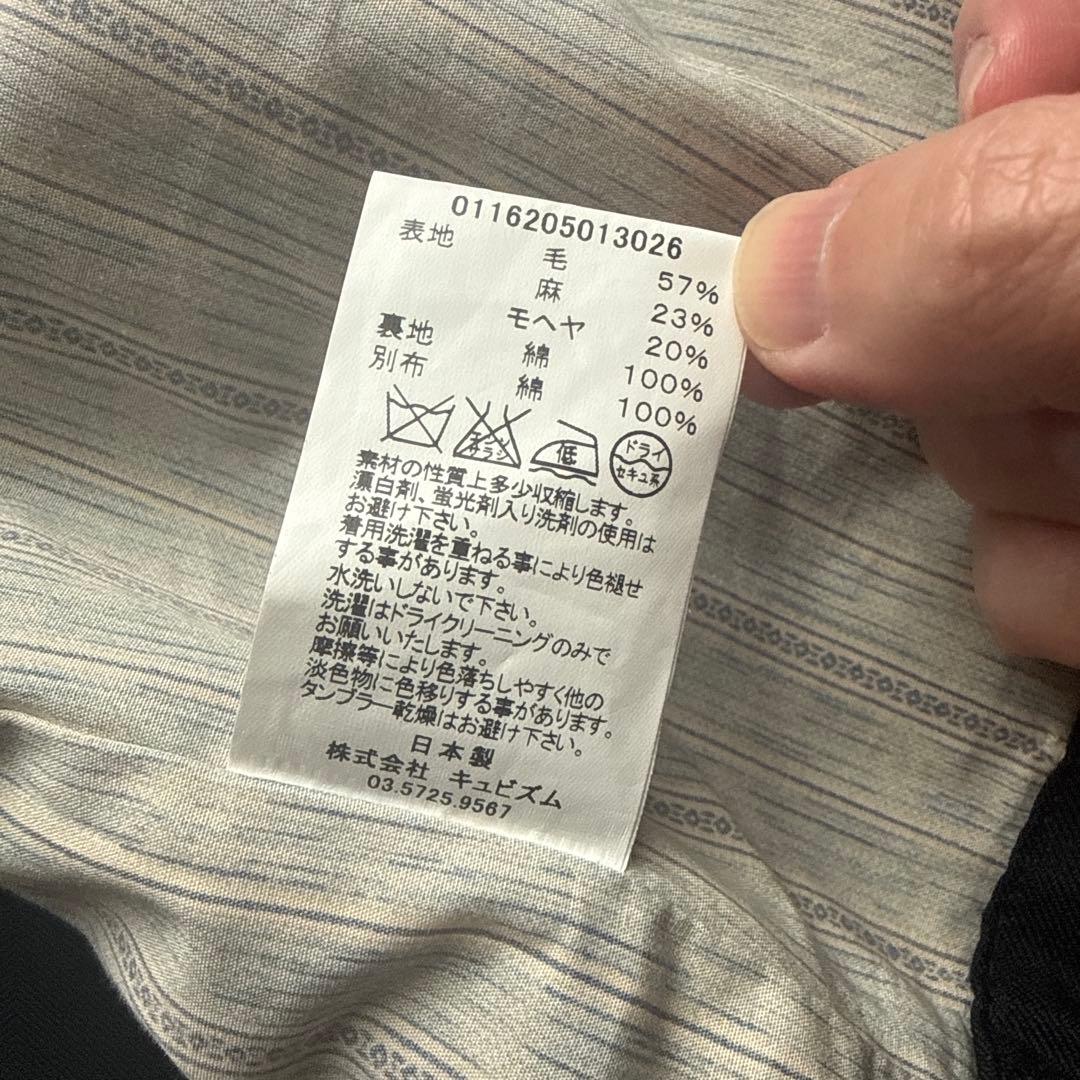 0116205013026
表地 毛 57%
麻 23%
モヘヤ 20%
裏地 綿 100%
別布 綿 100%
エンソ サラシ 低 ドライ セキユ系
素材の性質上多少収縮します。
漂白剤、蛍光剤入り洗剤の使用は
お避け下さい。
着用洗濯を重ねる事により色褪せ
する事があります。
水洗いしないで下さい。
洗濯はドライクリーニングのみで
お願いいたします。
摩擦等により色落ちしやすく他の
淡色物に色移りする事があります。
タンブラー乾燥はお避け下さい。
日本製
株式会社 キュビズム
03.5725.9567